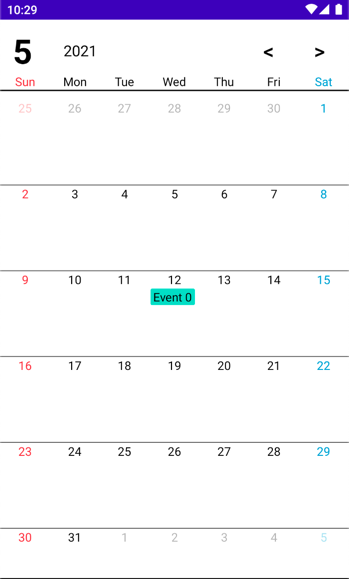 10:29
5 2021 < >
Sun Mon Tue Wed Thu Fri Sat
25 26 27 28 29 30 1
2 3 4 5 6 7 8
9 10 11 12 13 14 15
Event 0
16 17 18 19 20 21 22
23 24 25 26 27 28 29
30 31 1 2 3 4 5